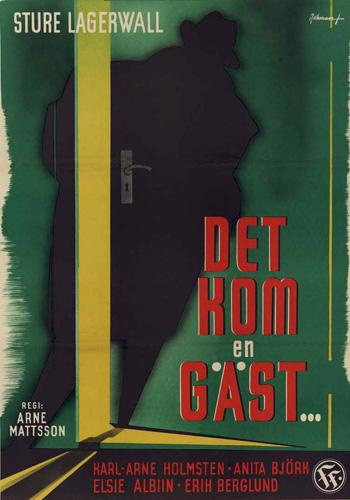 STURE LAGERWALL
DET
KOM
en
GÄST...
REGI:
ARNE
MATTSSON
KARL-ARNE HOLMSTEN · ANITA BJÖRK
ELSIE ALBIIN · ERIK BERGLUND